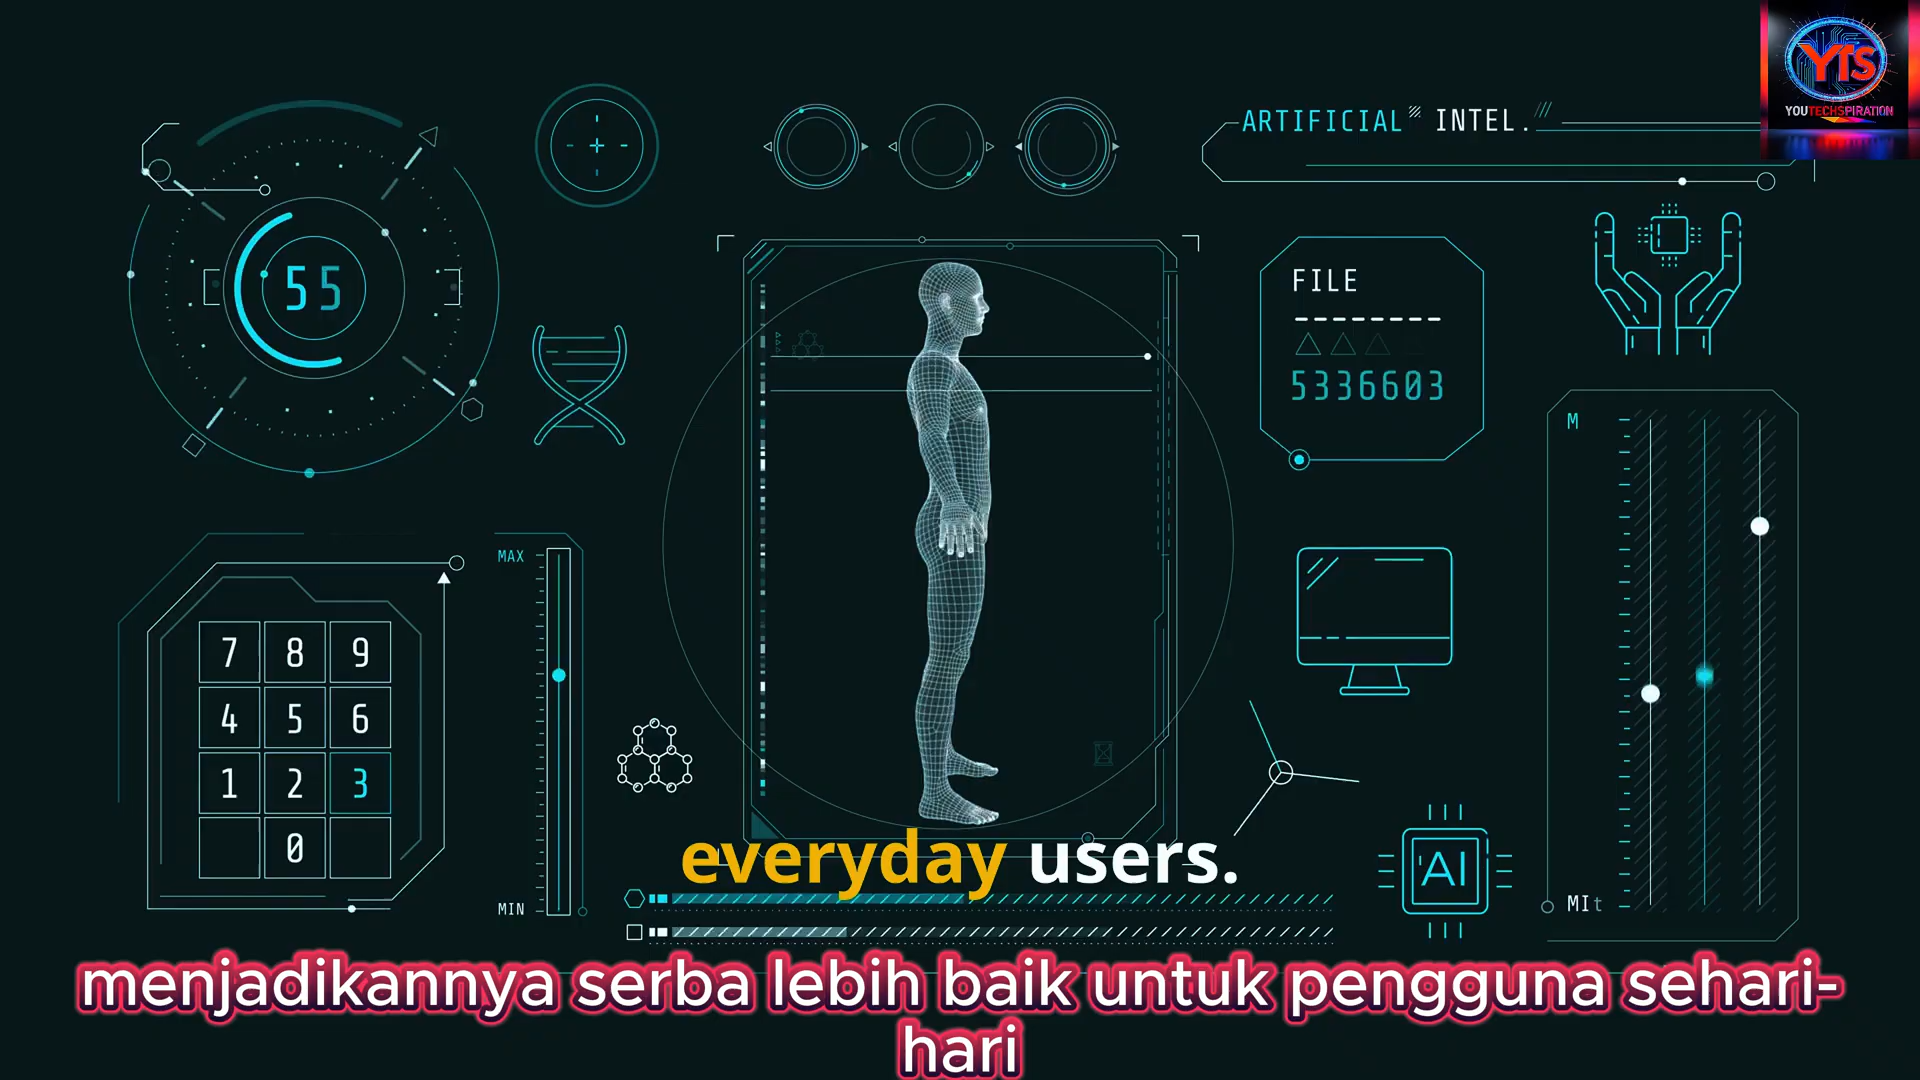 YTS
YOUTECHSPIRATION
ARTIFICIAL INTEL.
55
FILE
5336603
M
MAX
7 8 9
4 5 6
1 2 3
0
MIN
AI
MIt
everyday users.
menjadikannya serba lebih baik untuk pengguna sehari-
hari